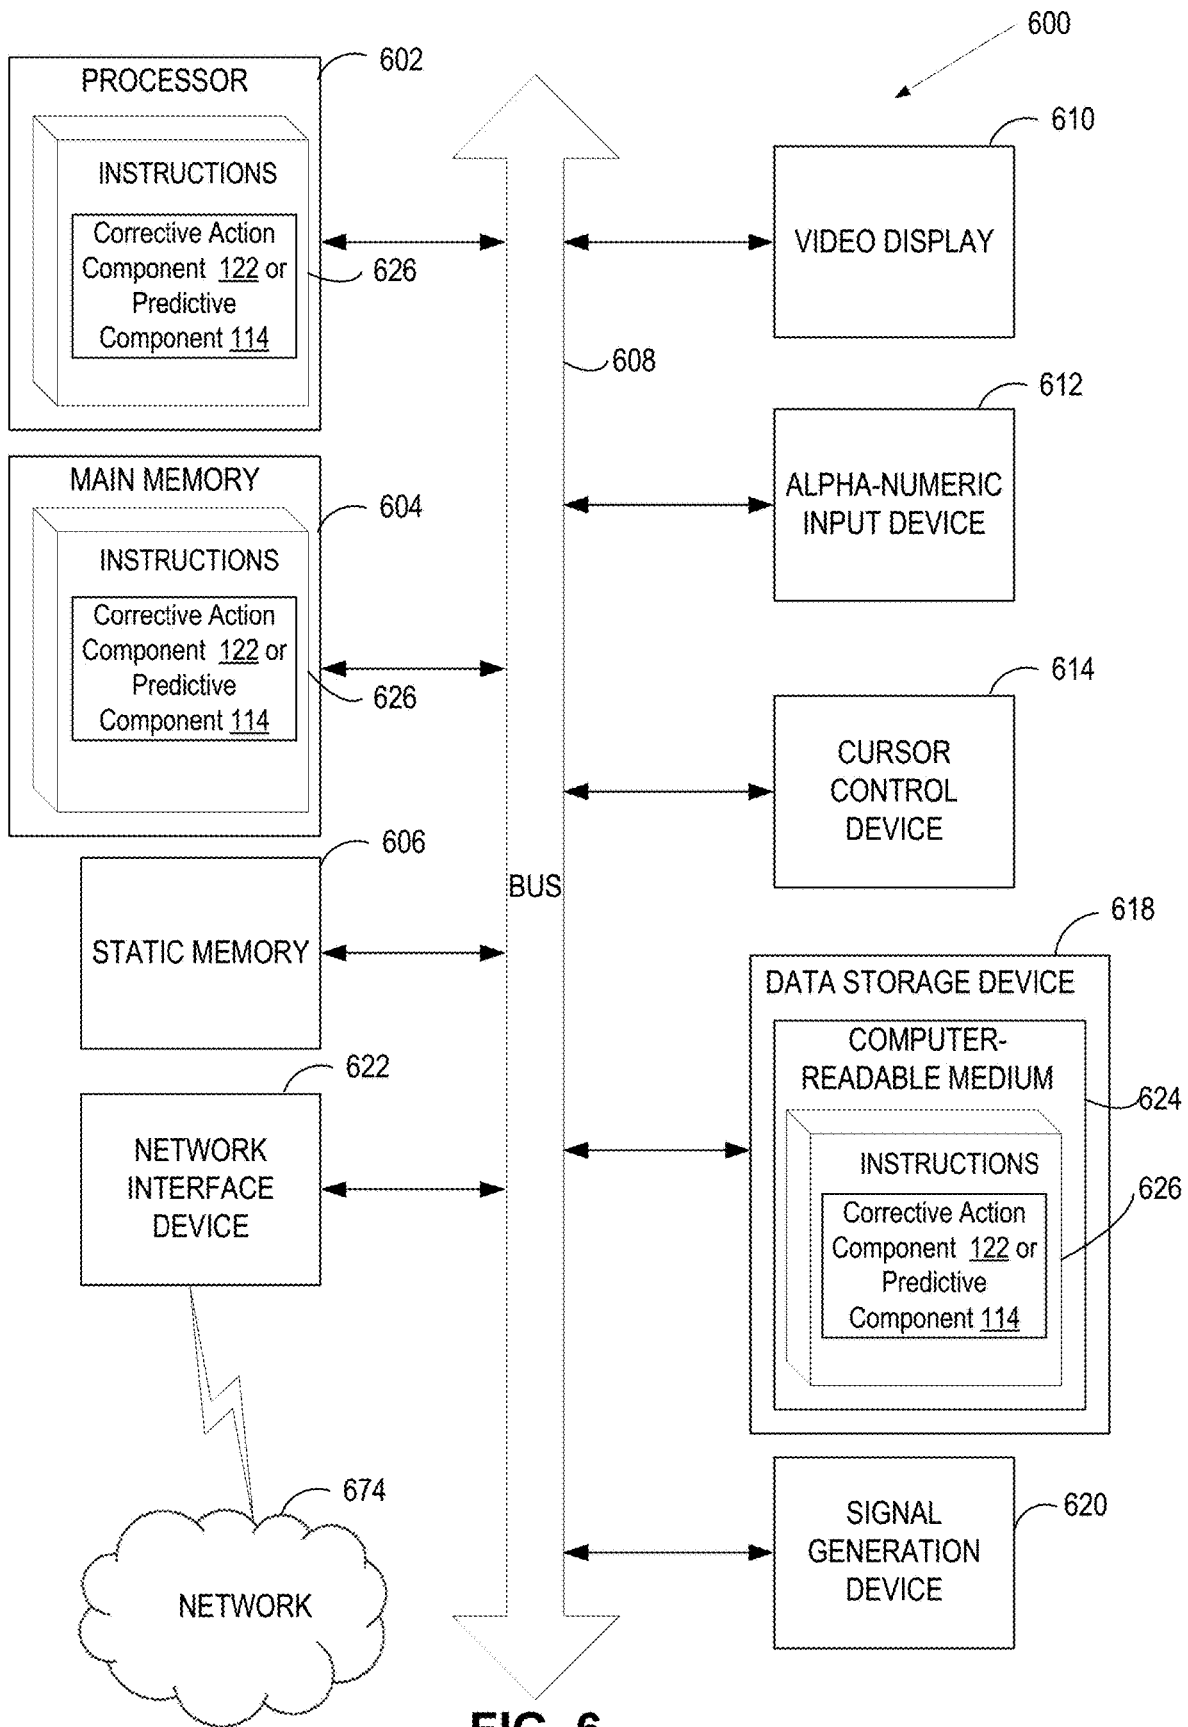 600
602
PROCESSOR
INSTRUCTIONS
Corrective Action
Component 122 or
Predictive
Component 114
626
MAIN MEMORY
604
INSTRUCTIONS
Corrective Action
Component 122 or
Predictive
Component 114
626
606
STATIC MEMORY
622
NETWORK
INTERFACE
DEVICE
674
NETWORK
608
BUS
610
VIDEO DISPLAY
612
ALPHA-NUMERIC
INPUT DEVICE
614
CURSOR
CONTROL
DEVICE
618
DATA STORAGE DEVICE
COMPUTER-
READABLE MEDIUM
624
INSTRUCTIONS
626
Corrective Action
Component 122 or
Predictive
Component 114
SIGNAL
GENERATION
DEVICE
620
FIG. 6